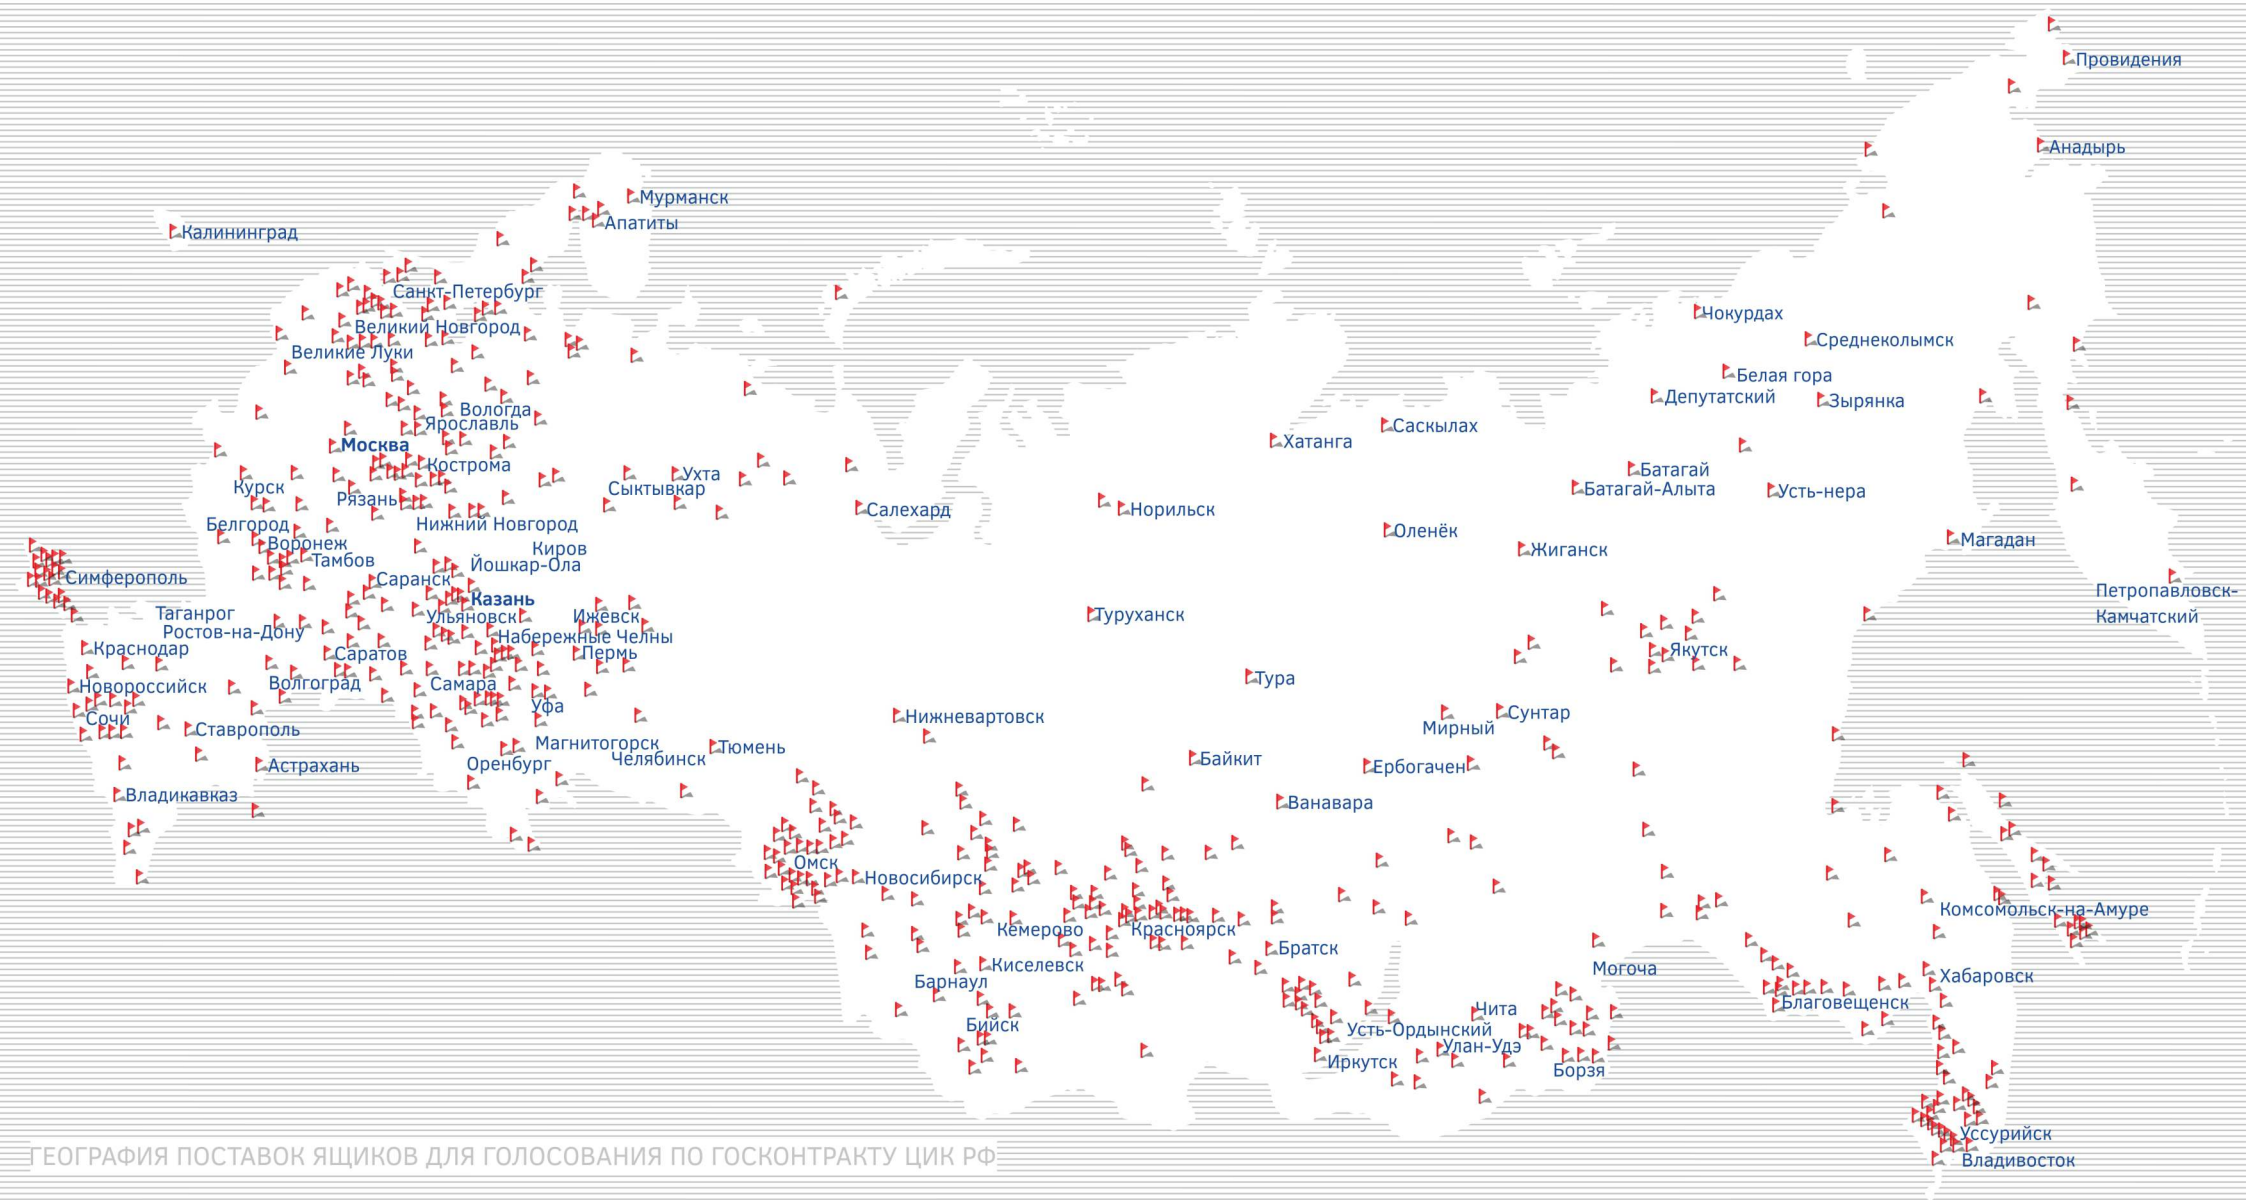 Провидения
Анадырь
Мурманск
Апатиты
Калининград
Санкт-Петербург
Чокурдах
Великий Новгород
Среднеколымск
Великие Луки
Белая гора
Депутатский
Зырянка
Вологда
Ярославль
Саскылах
Москва
Хатанга
Кострома
Батагай
Ухта
Курск
Сыктывкар
Батагай-Алыта
Усть-нера
Рязань
Салехард
Норильск
Белгород
Нижний Новгород
Оленёк
Магадан
Воронеж
Киров
Жиганск
Тамбов
Йошкар-Ола
Симферополь
Саранск
Петропавловск-
Камчатский
Казань
Таганрог
Ульяновск
Ижевск
Туруханск
Ростов-на-Дону
Набережные Челны
Краснодар
Саратов
Пермь
Якутск
Тура
Новороссийск
Волгоград
Самара
Уфа
Сунтар
Нижневартовск
Сочи
Мирный
Ставрополь
Магнитогорск
Тюмень
Челябинск
Байкит
Астрахань
Оренбург
Ербогачен
Владикавказ
Ванавара
Омск
Новосибирск
Комсомольск-на-Амуре
Кемерово
Красноярск
Братск
Киселевск
Могоча
Хабаровск
Барнаул
Благовещенск
Чита
Бийск
Усть-Ордынский
Улан-Удэ
Иркутск
Борзя
Уссурийск
ГЕОГРАФИЯ ПОСТАВОК ЯЩИКОВ ДЛЯ ГОЛОСОВАНИЯ ПО ГОСКОНТРАКТУ ЦИК РФ
Владивосток